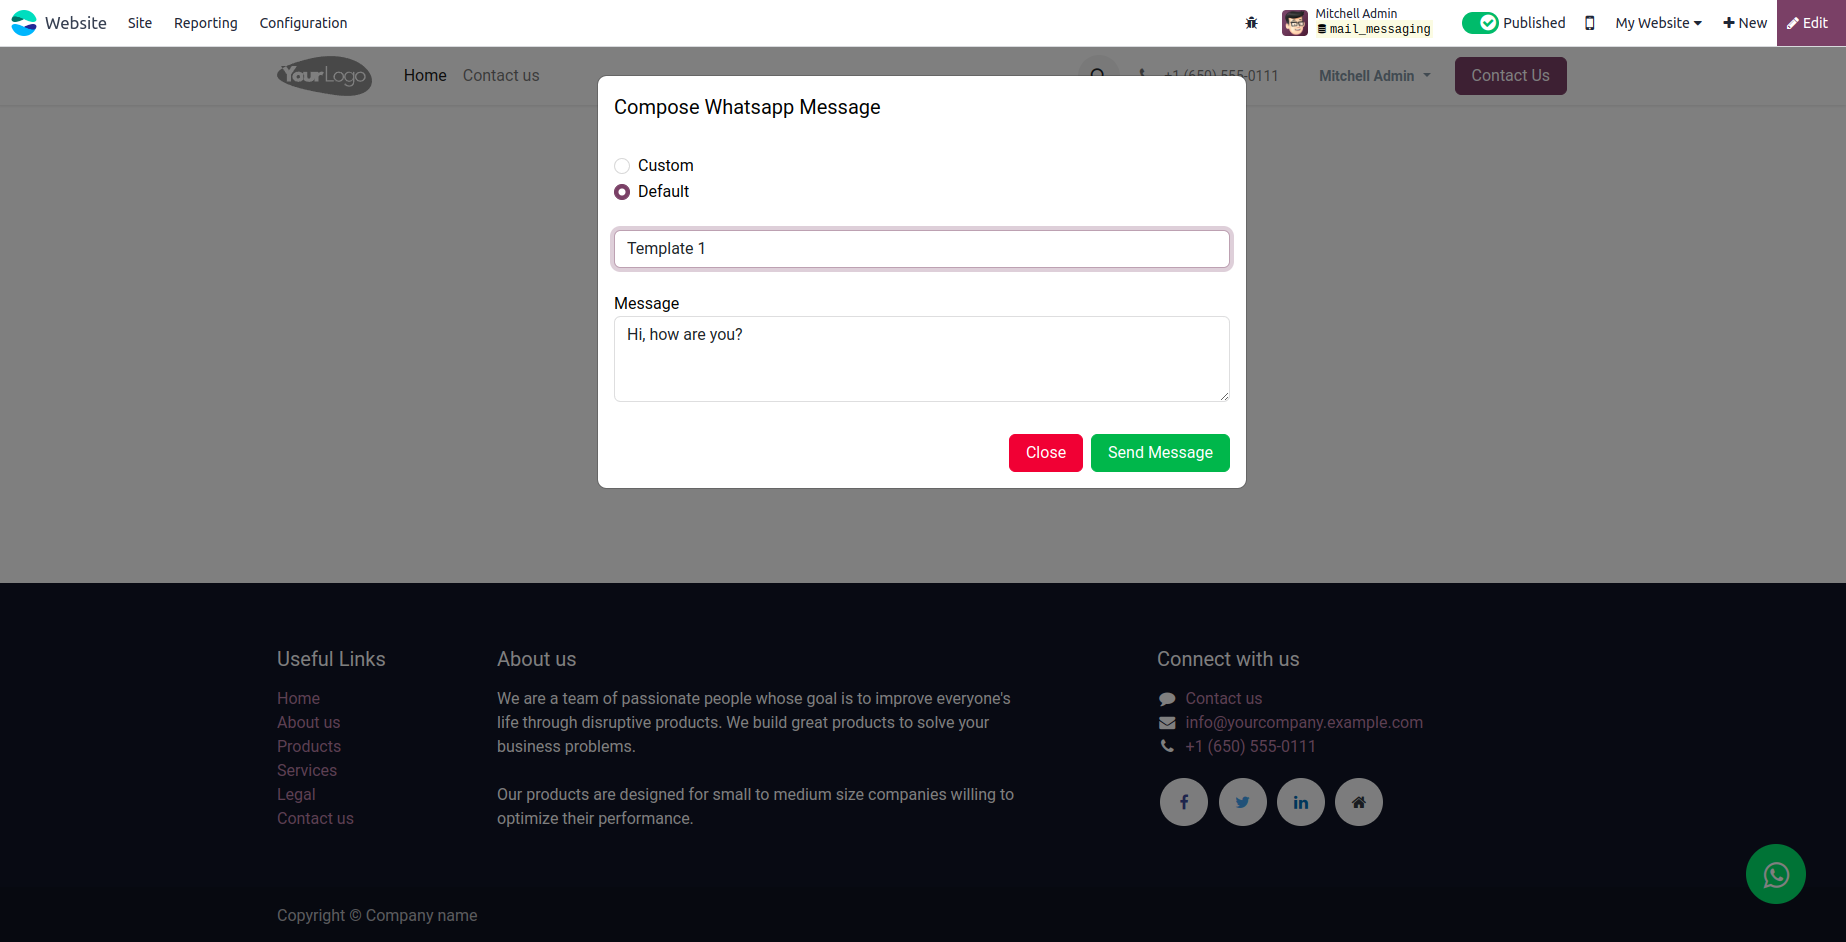 Website Site Reporting Configuration Mitchell Admin mail_messaging Published My Website New Edit
YourLogo Home Contact us +1 (650) 555-0111 Mitchell Admin Contact Us
Compose Whatsapp Message
Custom
Default
Template 1
Message
Hi, how are you?
Close Send Message
Useful Links
Home
About us
Products
Services
Legal
Contact us
About us
We are a team of passionate people whose goal is to improve everyone's
life through disruptive products. We build great products to solve your
business problems.
Our products are designed for small to medium size companies willing to
optimize their performance.
Connect with us
Contact us
info@yourcompany.example.com
+1 (650) 555-0111
Copyright © Company name